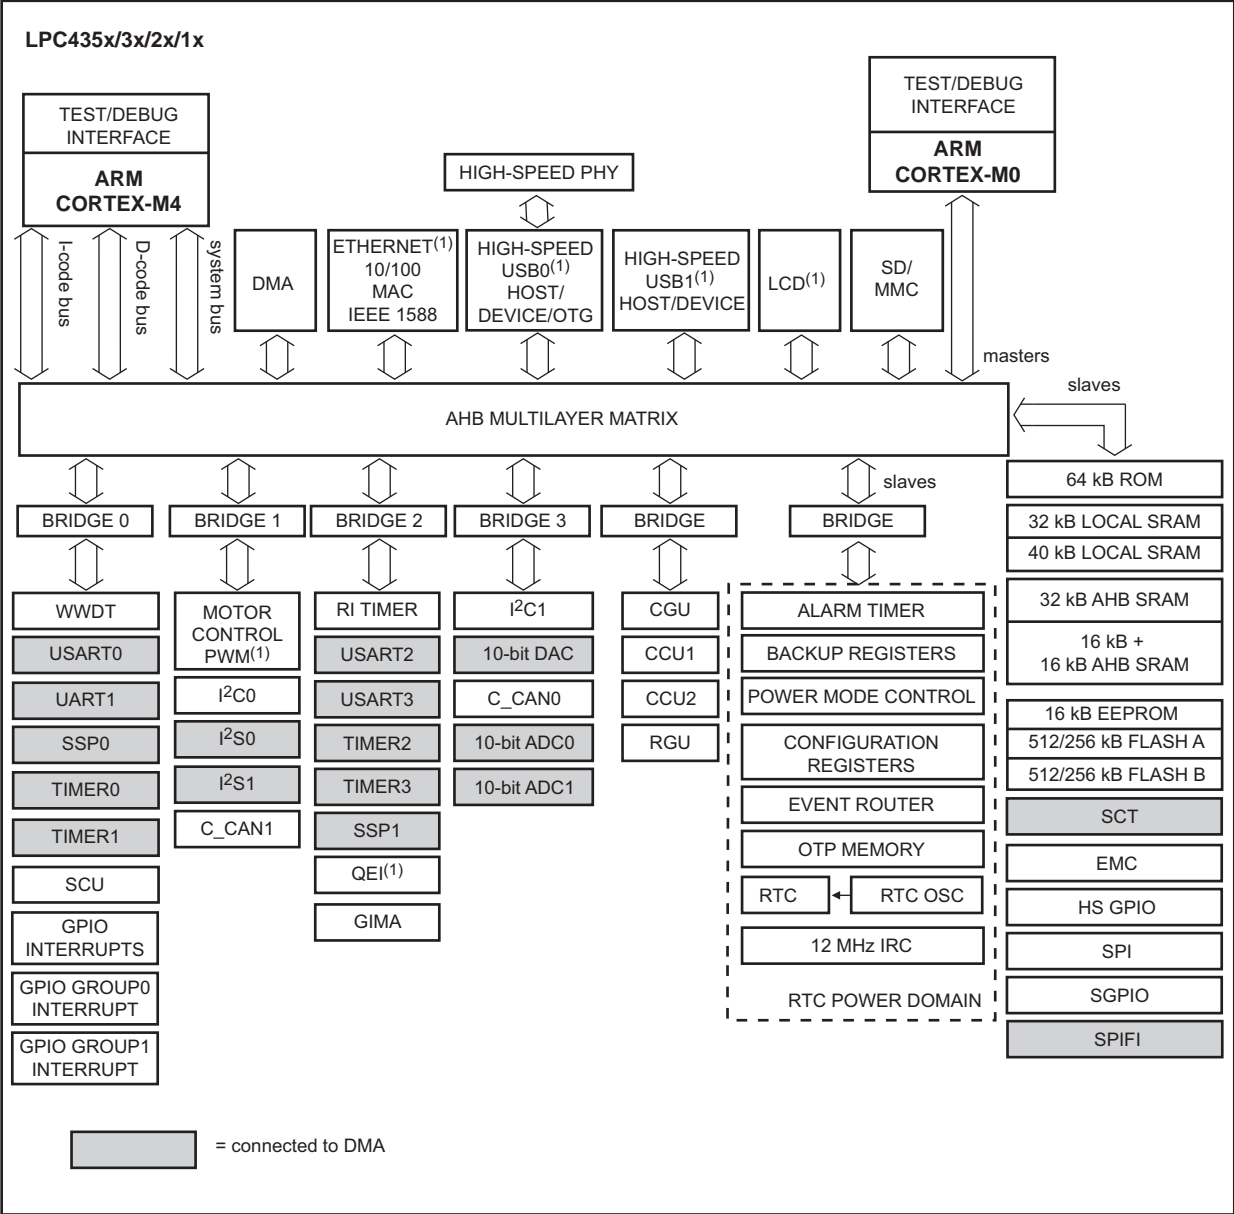 LPC435x/3x/2x/1x
TEST/DEBUG
INTERFACE
ARM
CORTEX-M4
TEST/DEBUG
INTERFACE
ARM
CORTEX-M0
HIGH-SPEED PHY
I-code bus
D-code bus
system bus
DMA
ETHERNET(1)
10/100
MAC
IEEE 1588
HIGH-SPEED
USB0(1)
HOST/
DEVICE/OTG
HIGH-SPEED
USB1(1)
HOST/DEVICE
LCD(1)
SD/
MMC
masters
slaves
AHB MULTILAYER MATRIX
slaves
BRIDGE 0
BRIDGE 1
BRIDGE 2
BRIDGE 3
BRIDGE
BRIDGE
WWDT
USART0
UART1
SSP0
TIMER0
TIMER1
SCU
GPIO
INTERRUPTS
GPIO GROUP0
INTERRUPT
GPIO GROUP1
INTERRUPT
MOTOR
CONTROL
PWM(1)
I2C0
I2S0
I2S1
C_CAN1
RI TIMER
USART2
USART3
TIMER2
TIMER3
SSP1
QEI(1)
GIMA
I2C1
10-bit DAC
C_CAN0
10-bit ADC0
10-bit ADC1
CGU
CCU1
CCU2
RGU
ALARM TIMER
BACKUP REGISTERS
POWER MODE CONTROL
CONFIGURATION
REGISTERS
EVENT ROUTER
OTP MEMORY
RTC
RTC OSC
12 MHz IRC
RTC POWER DOMAIN
64 kB ROM
32 kB LOCAL SRAM
40 kB LOCAL SRAM
32 kB AHB SRAM
16 kB +
16 kB AHB SRAM
16 kB EEPROM
512/256 kB FLASH A
512/256 kB FLASH B
SCT
EMC
HS GPIO
SPI
SGPIO
SPIFI
= connected to DMA